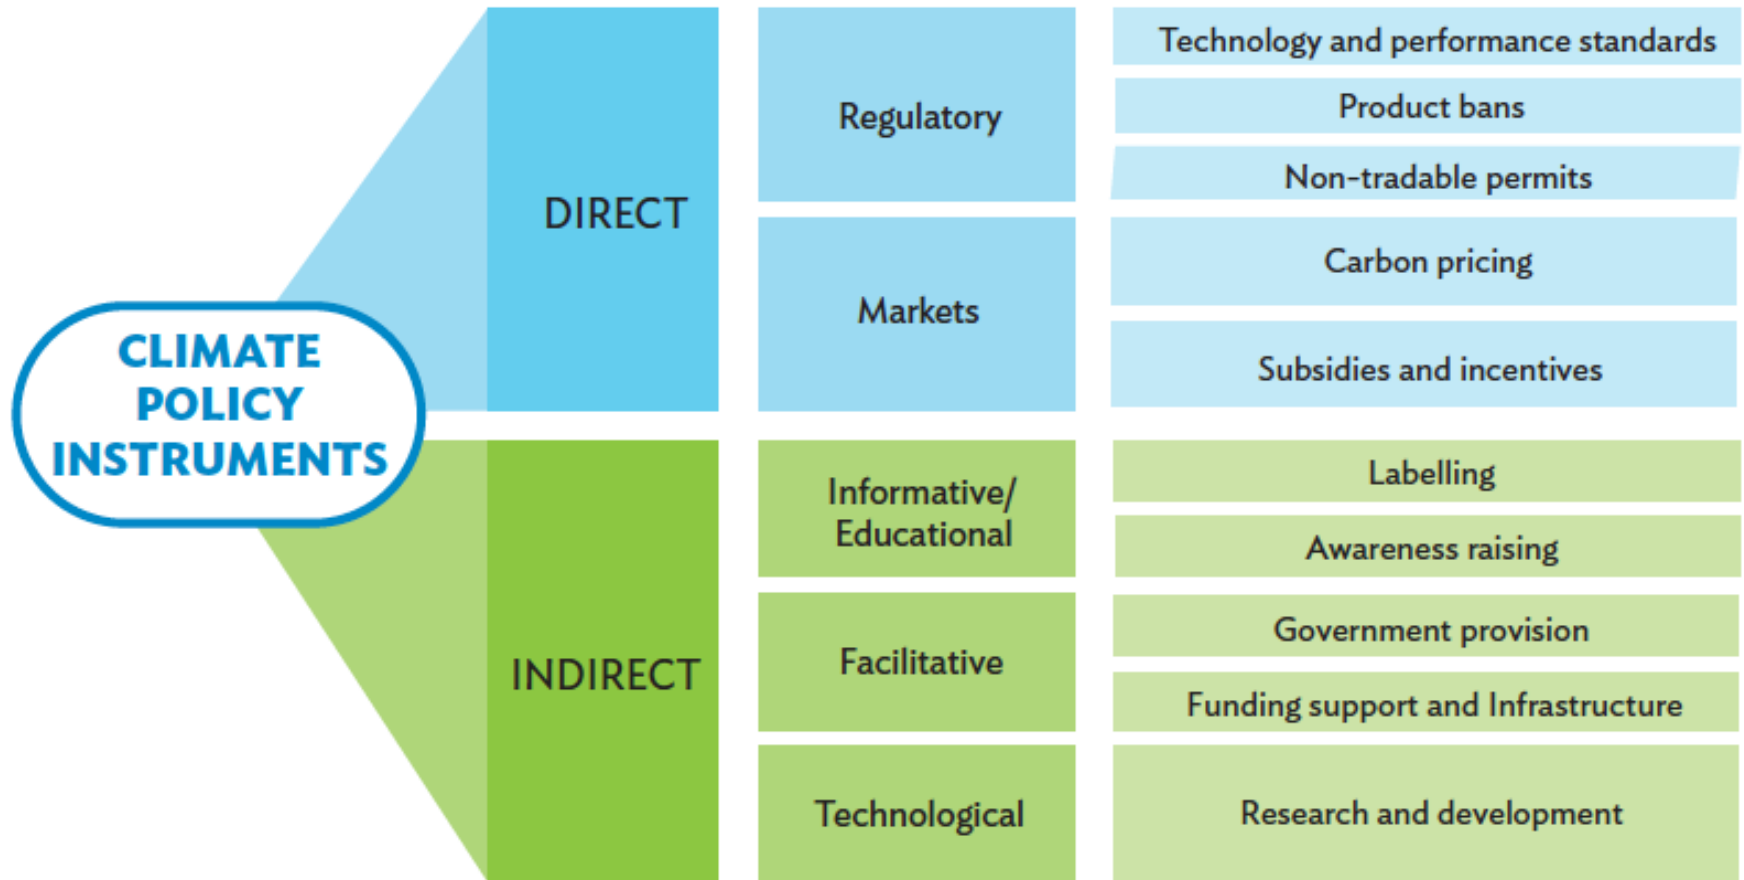 CLIMATE
POLICY
INSTRUMENTS
DIRECT
Regulatory
Technology and performance standards
Product bans
Non-tradable permits
Markets
Carbon pricing
Subsidies and incentives
INDIRECT
Informative/
Educational
Labelling
Awareness raising
Facilitative
Government provision
Funding support and Infrastructure
Technological
Research and development